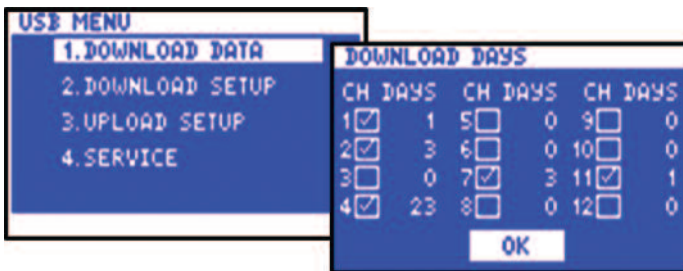 USB MENU
1.DOWNLOAD DATA
2.DOWNLOAD SETUP
3.UPLOAD SETUP
4.SERVICE
DOWNLOAD DAYS
CH DAYS CH DAYS CH DAYS
1 1 5 0 9 0
2 3 6 0 10 0
3 0 7 3 11 1
4 23 8 0 12 0
OK